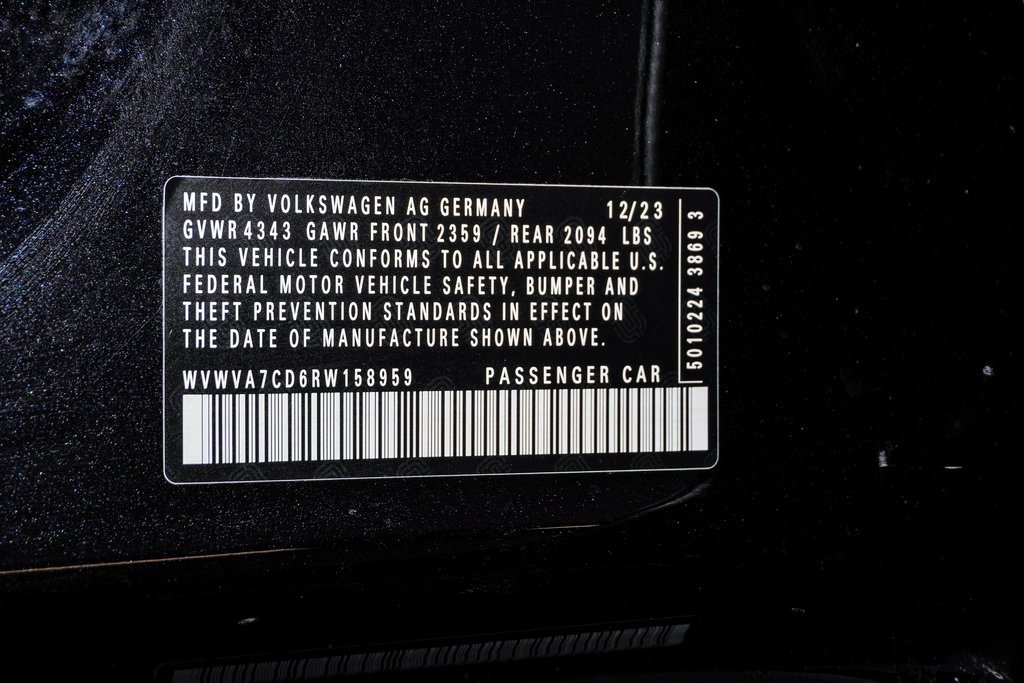 MFD BY VOLKSWAGEN AG GERMANY 12/23
GVWR 4343 GAWR FRONT 2359 / REAR 2094 LBS
THIS VEHICLE CONFORMS TO ALL APPLICABLE U.S.
FEDERAL MOTOR VEHICLE SAFETY, BUMPER AND
THEFT PREVENTION STANDARDS IN EFFECT ON
THE DATE OF MANUFACTURE SHOWN ABOVE.
WVWVA7CD6RW158959 PASSENGER CAR
5010224 3869 3